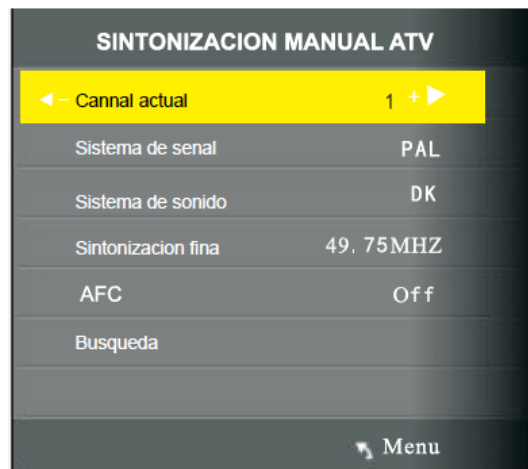 SINTONIZACION MANUAL ATV
– Cannal actual 1 +
Sistema de senal PAL
Sistema de sonido DK
Sintonizacion fina 49. 75MHZ
AFC Off
Busqueda
Menu